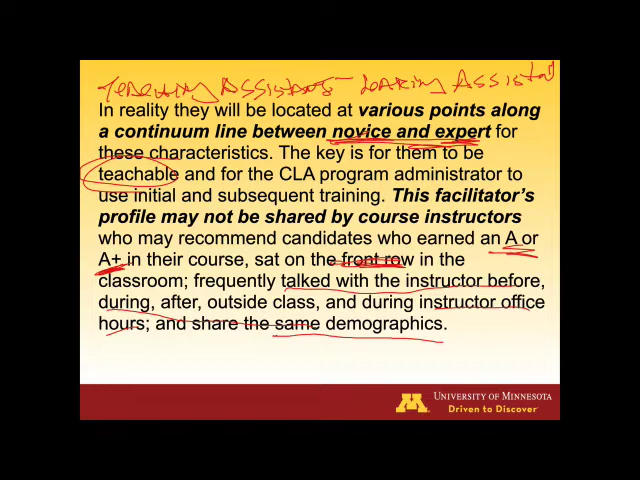 Teaching Assistant - Learning Assistant
In reality they will be located at various points along
a continuum line between novice and expert for
these characteristics. The key is for them to be
teachable and for the CLA program administrator to
use initial and subsequent training. This facilitator's
profile may not be shared by course instructors
who may recommend candidates who earned an A or
A+ in their course, sat on the front row in the
classroom; frequently talked with the instructor before,
during, after, outside class, and during instructor office
hours; and share the same demographics.
UNIVERSITY OF MINNESOTA
Driven to Discover